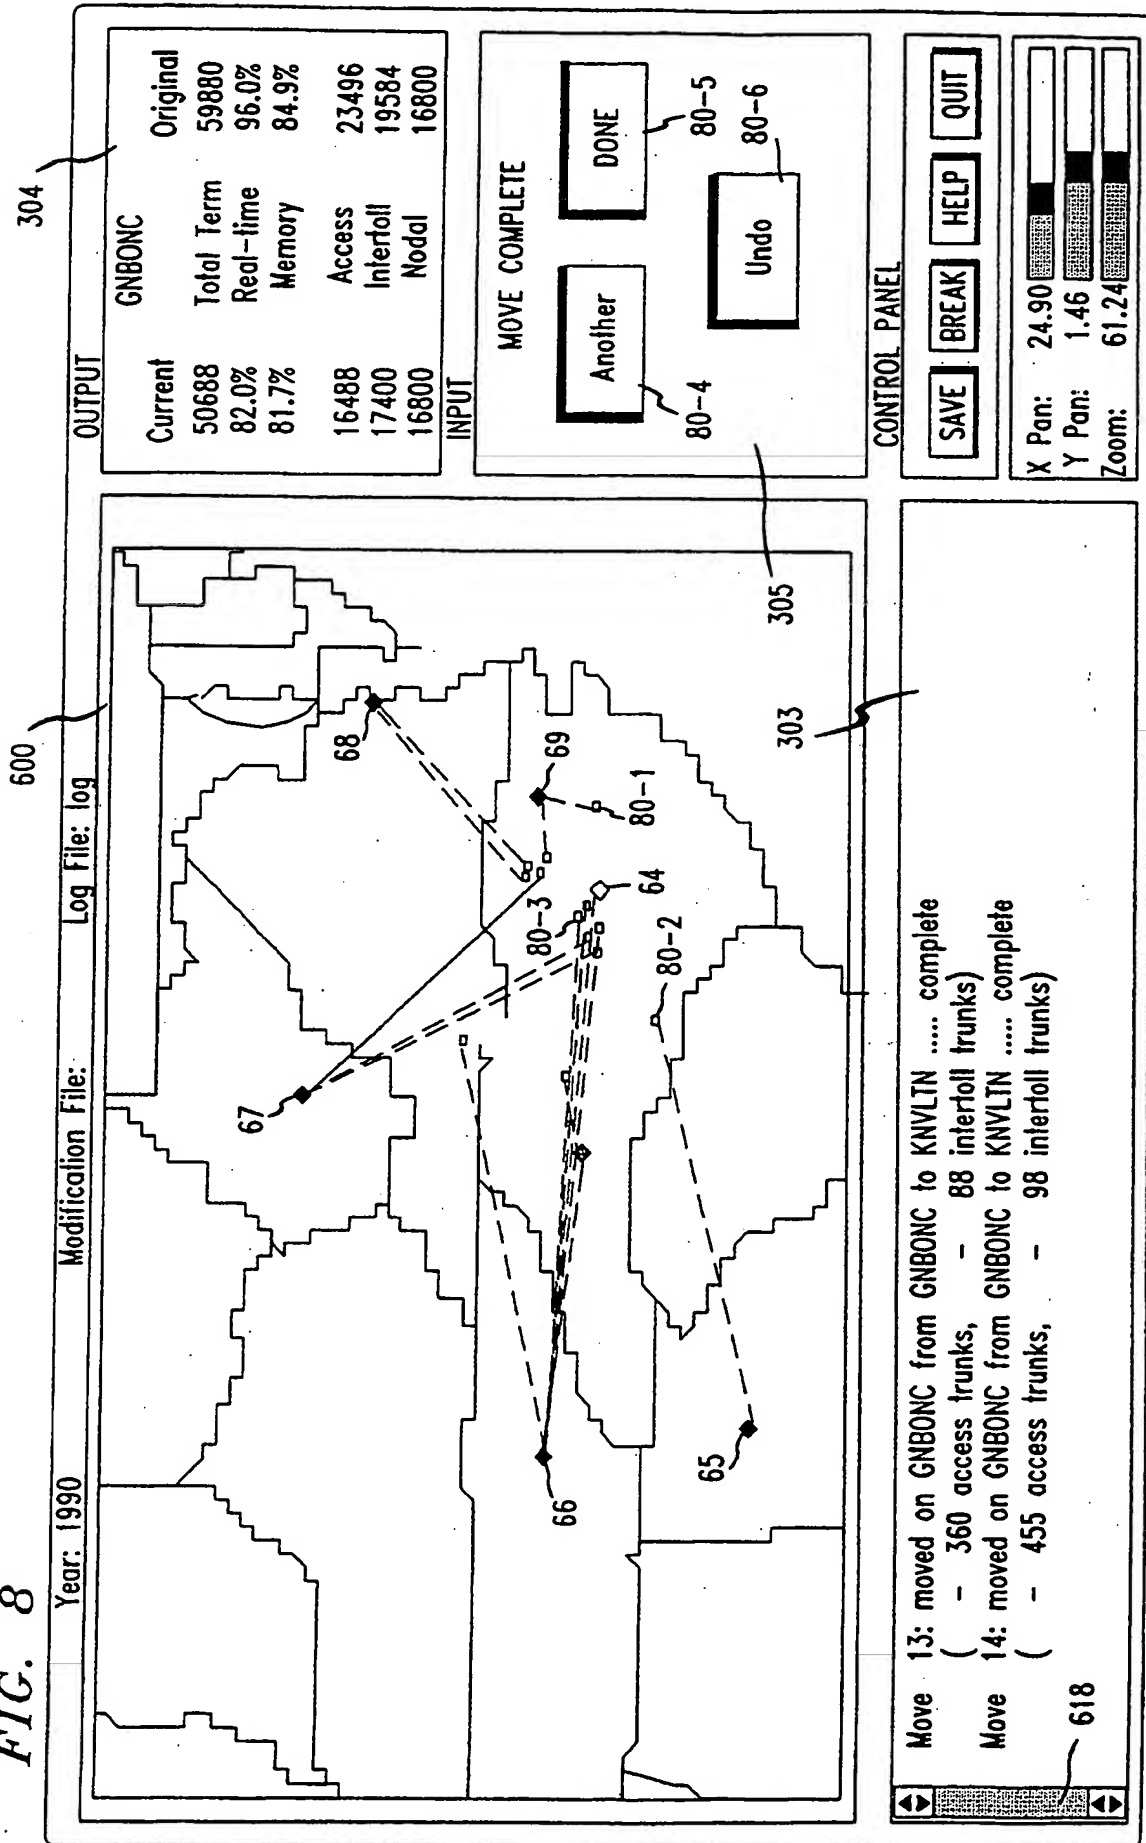 FIG. 8
600
304
Year: 1990 Modification File: Log File: log
OUTPUT
GNBONC
Current Original
50688 Total Term 59880
82.0% Real-time 96.0%
81.7% Memory 84.9%
16488 Access 23496
17400 Intertoll 19584
16800 Nodal 16800
INPUT
MOVE COMPLETE
Another
DONE
Undo
80-4
80-5
80-6
305
67
68
69
80-1
80-3
64
80-2
66
65
CONTROL PANEL
SAVE BREAK HELP QUIT
X Pan: 24.90
Y Pan: 1.46
Zoom: 61.24
303
Move 13: moved on GNBONC from GNBONC to KNVLTN ..... complete
( - 360 access trunks, - 88 intertoll trunks)
Move 14: moved on GNBONC from GNBONC to KNVLTN ..... complete
( - 455 access trunks, - 98 intertoll trunks)
618